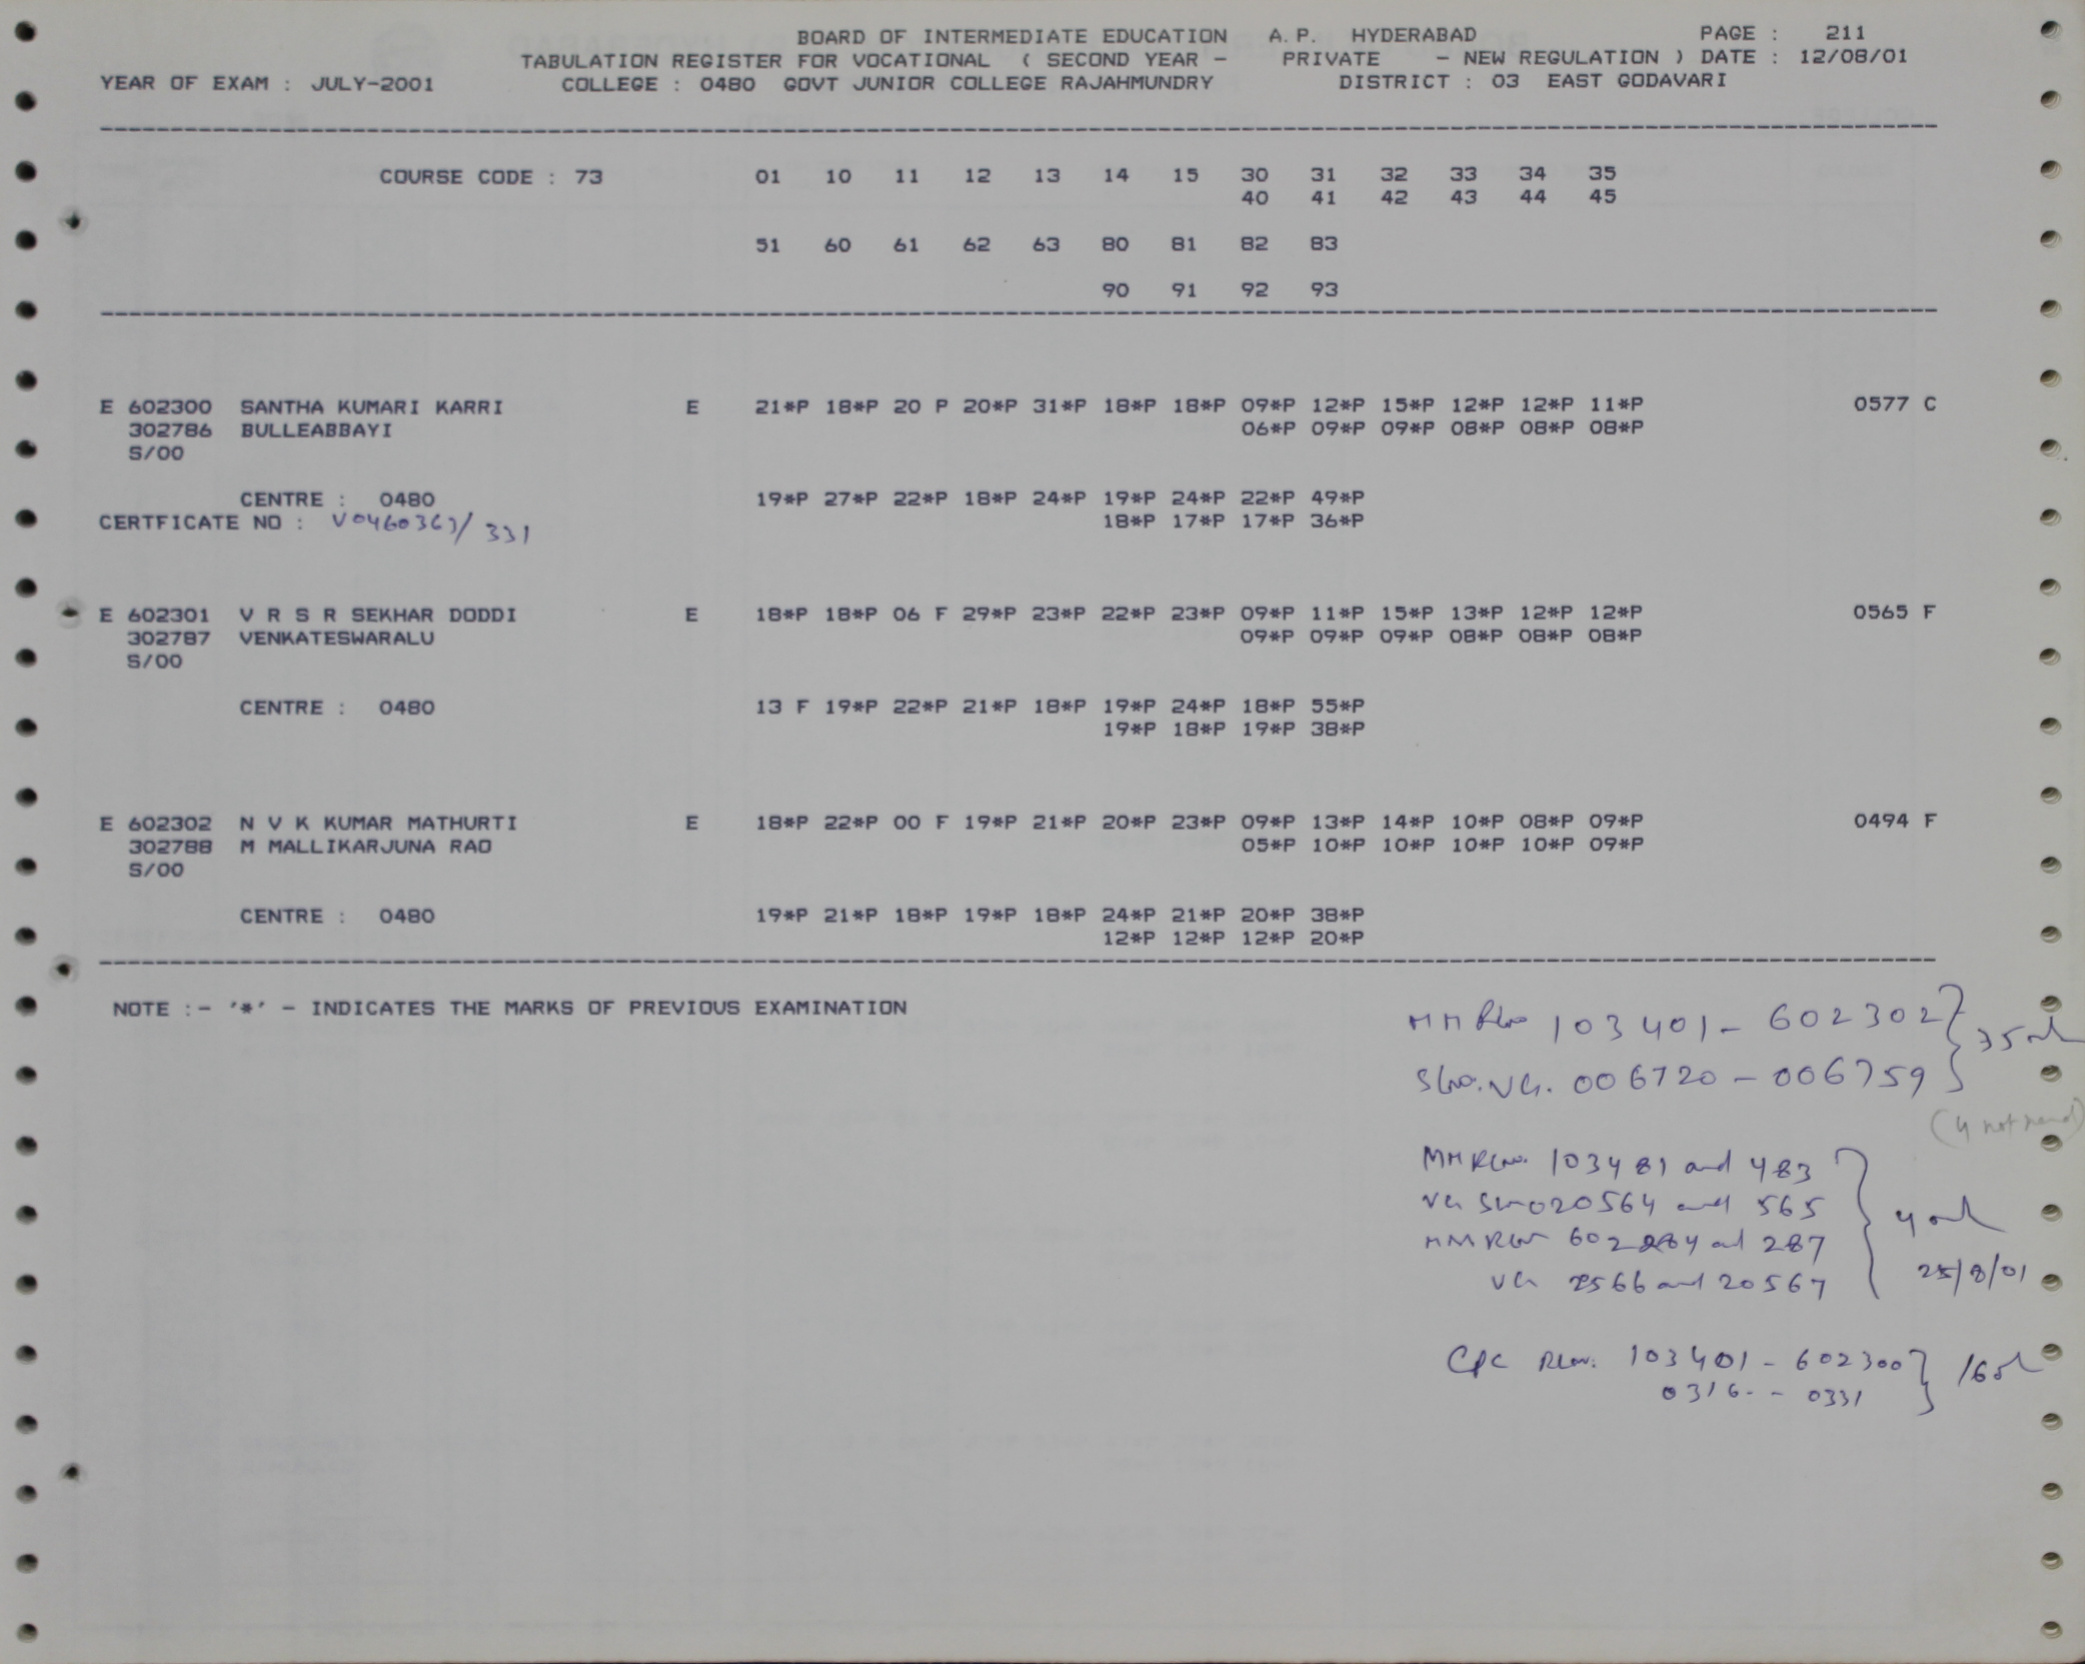 BOARD OF INTERMEDIATE EDUCATION A.P. HYDERABAD PAGE : 211
TABULATION REGISTER FOR VOCATIONAL ( SECOND YEAR - PRIVATE - NEW REGULATION ) DATE : 12/08/01
YEAR OF EXAM : JULY-2001 COLLEGE : 0480 GOVT JUNIOR COLLEGE RAJAHMUNDRY DISTRICT : 03 EAST GODAVARI
COURSE CODE : 73 01 10 11 12 13 14 15 30 31 32 33 34 35
40 41 42 43 44 45
51 60 61 62 63 80 81 82 83
90 91 92 93
E 602300 SANTHA KUMARI KARRI E 21*P 18*P 20 P 20*P 31*P 18*P 18*P 09*P 12*P 15*P 12*P 12*P 11*P 0577 C
302786 BULLEABBAYI 06*P 09*P 09*P 08*P 08*P 08*P
S/00
CENTRE : 0480 19*P 27*P 22*P 18*P 24*P 19*P 24*P 22*P 49*P
CERTFICATE NO : V0460363/331 18*P 17*P 17*P 36*P
E 602301 V R S R SEKHAR DODDI E 18*P 18*P 06 F 29*P 23*P 22*P 23*P 09*P 11*P 15*P 13*P 12*P 12*P 0565 F
302787 VENKATESWARALU 09*P 09*P 09*P 08*P 08*P 08*P
S/00
CENTRE : 0480 13 F 19*P 22*P 21*P 18*P 19*P 24*P 18*P 55*P
19*P 18*P 19*P 38*P
E 602302 N V K KUMAR MATHURTI E 18*P 22*P 00 F 19*P 21*P 20*P 23*P 09*P 13*P 14*P 10*P 08*P 09*P 0494 F
302788 M MALLIKARJUNA RAO 05*P 10*P 10*P 10*P 10*P 09*P
S/00
CENTRE : 0480 19*P 21*P 18*P 19*P 18*P 24*P 21*P 20*P 38*P
12*P 12*P 12*P 20*P
NOTE :- '*' - INDICATES THE MARKS OF PREVIOUS EXAMINATION
103401 - 602302
006720 - 006759
103481 and 483
020564 and 565
and 287
and 20567
25/8/01
CPC 103401 - 602300
0316 -- 0331